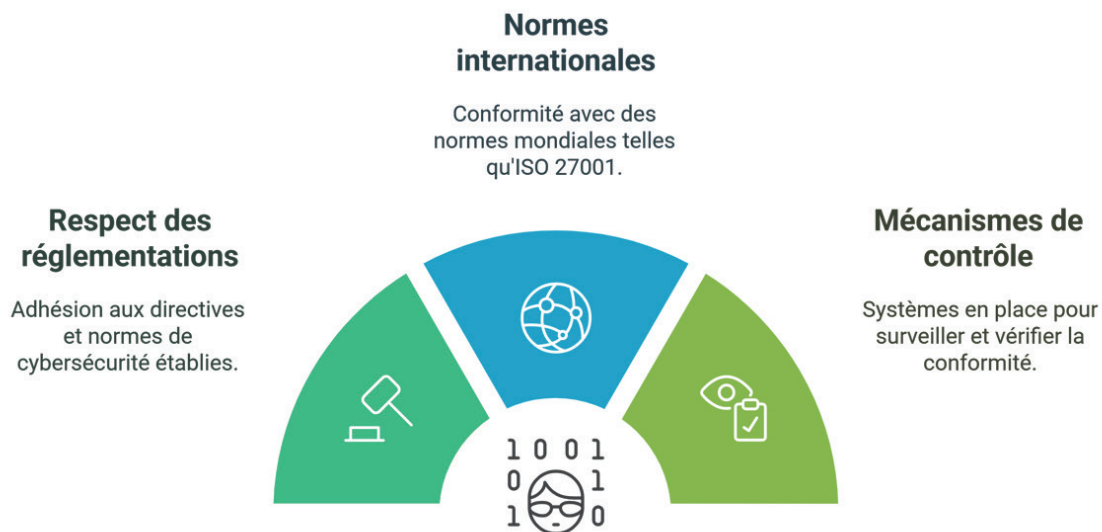 Normes
internationales
Conformité avec des
normes mondiales telles
qu'ISO 27001.
Respect des
réglementations
Adhésion aux directives
et normes de
cybersécurité établies.
Mécanismes de
contrôle
Systèmes en place pour
surveiller et vérifier la
conformité.
1 0 0 1
0 1
1 0